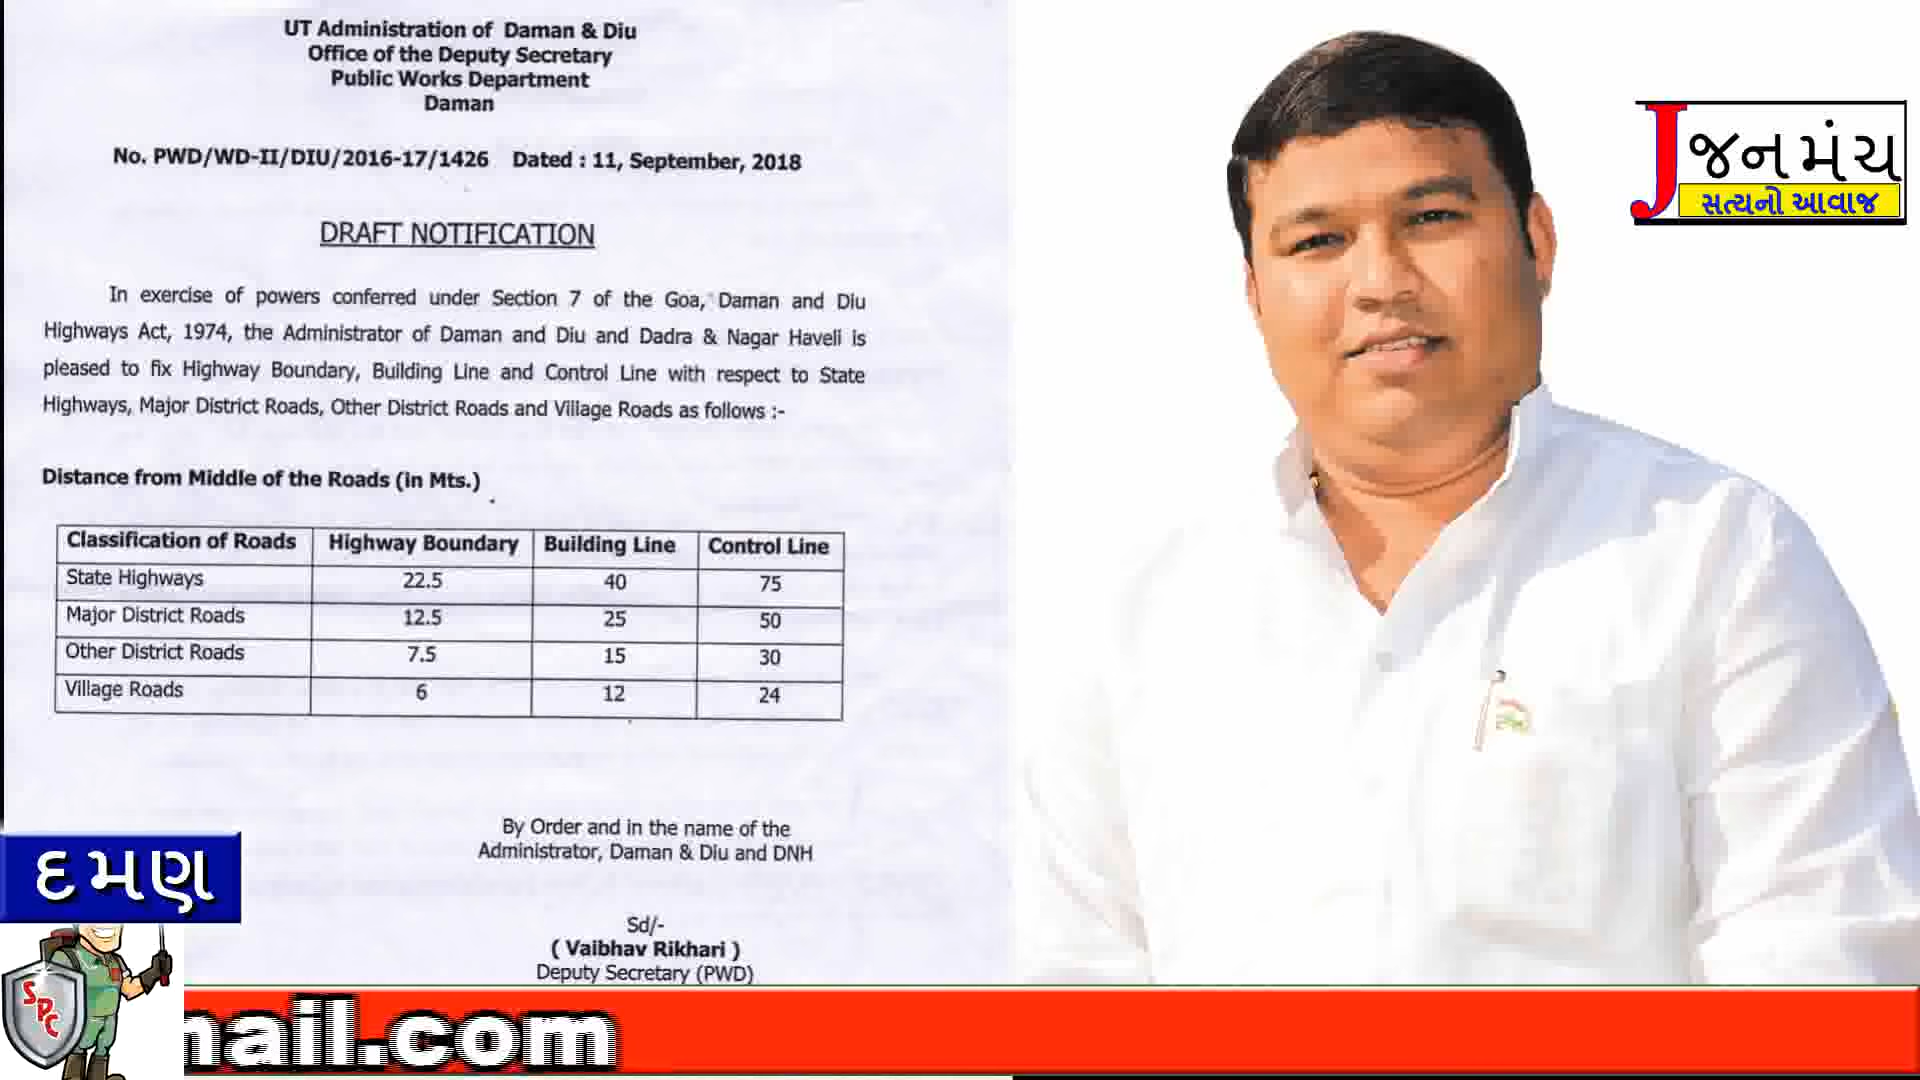 UT Administration of Daman & Diu
Office of the Deputy Secretary
Public Works Department
Daman
No. PWD/WD-II/DIU/2016-17/1426 Dated : 11, September, 2018
DRAFT NOTIFICATION
In exercise of powers conferred under Section 7 of the Goa, Daman and Diu
Highways Act, 1974, the Administrator of Daman and Diu and Dadra & Nagar Haveli is
pleased to fix Highway Boundary, Building Line and Control Line with respect to State
Highways, Major District Roads, Other District Roads and Village Roads as follows :-
Distance from Middle of the Roads (in Mts.)
Classification of Roads Highway Boundary Building Line Control Line
State Highways 22.5 40 75
Major District Roads 12.5 25 50
Other District Roads 7.5 15 30
Village Roads 6 12 24
By Order and in the name of the
Administrator, Daman & Diu and DNH
Sd/-
( Vaibhav Rikhari )
Deputy Secretary (PWD)
J જન મંચ
સત્યનો આવાજ
દમણ
SPC
mail.com